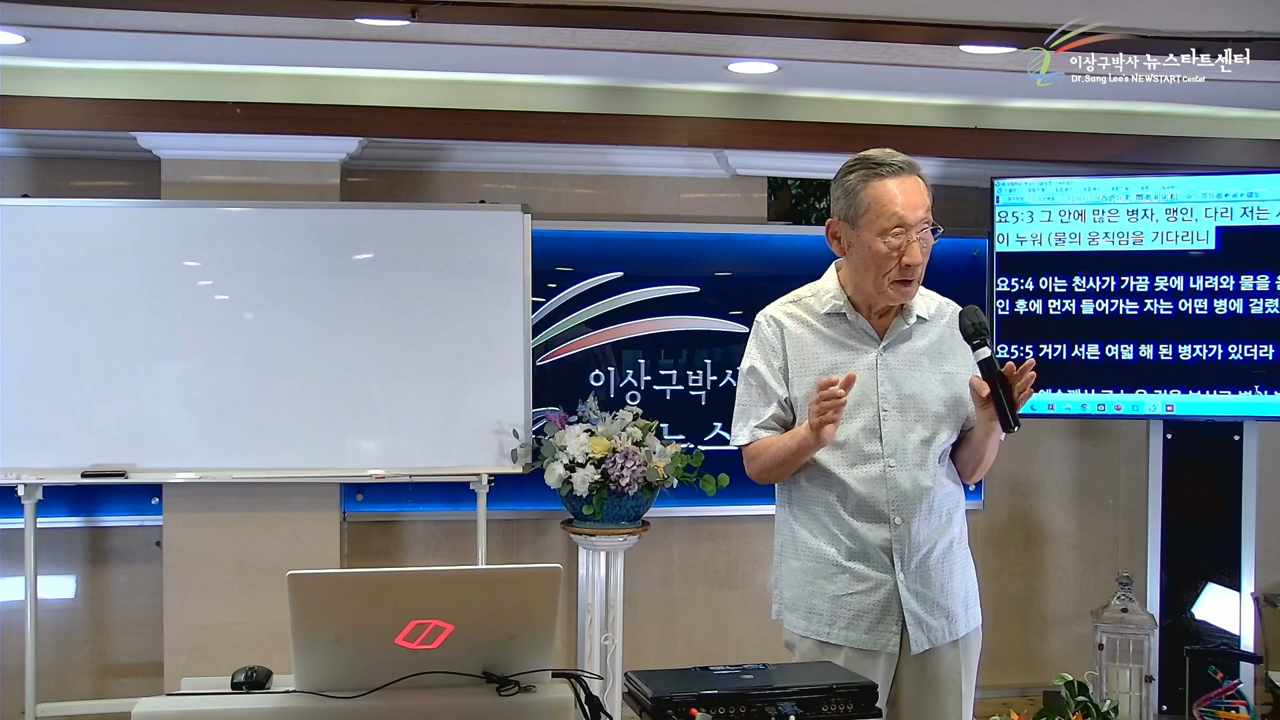 이상구박사 뉴스타트센터
Dr. Sang Lee's NEWSTART Center
요5:3 그 안에 많은 병자, 맹인, 다리 저는
이 누워 (물의 움직임을 기다리니
요5:4 이는 천사가 가끔 못에 내려와 물을
인 후에 먼저 들어가는 자는 어떤 병에 걸렸
요5:5 거기 서른 여덟 해 된 병자가 있더라
이상구박사
뉴스